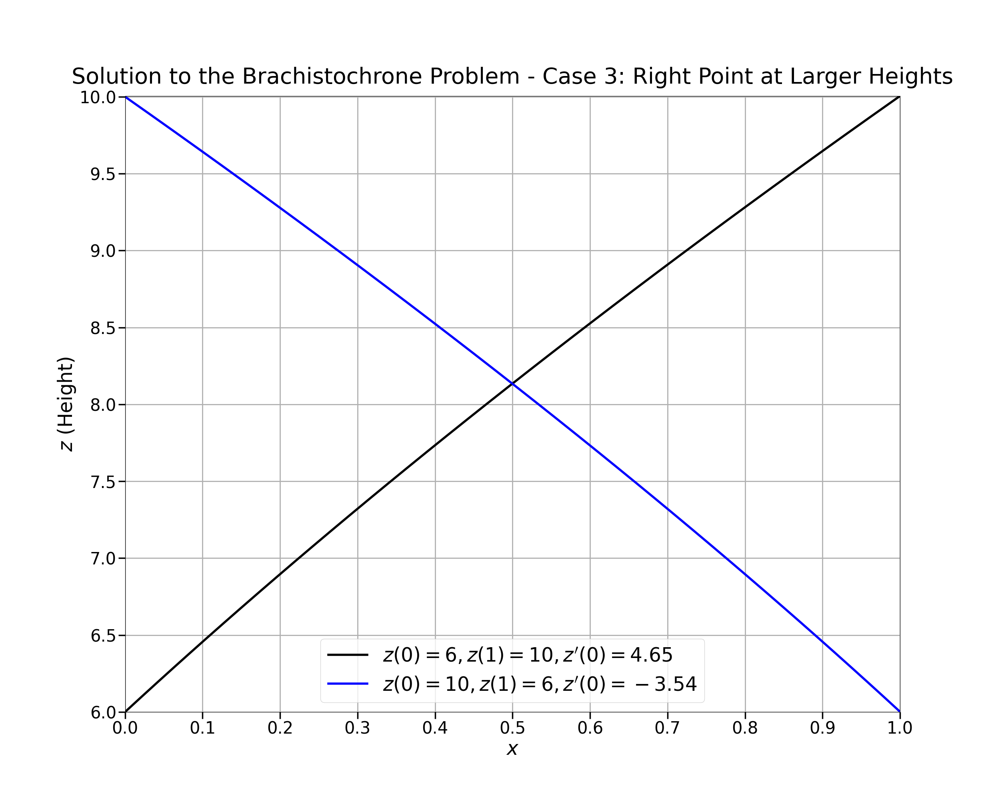 Solution to the Brachistochrone Problem - Case 3: Right Point at Larger Heights
10.0
9.5
9.0
8.5
8.0
7.5
7.0
6.5
6.0
z (Height)
z(0) = 6, z(1) = 10, z′(0) = 4.65
z(0) = 10, z(1) = 6, z′(0) = − 3.54
0.0 0.1 0.2 0.3 0.4 0.5 0.6 0.7 0.8 0.9 1.0
x